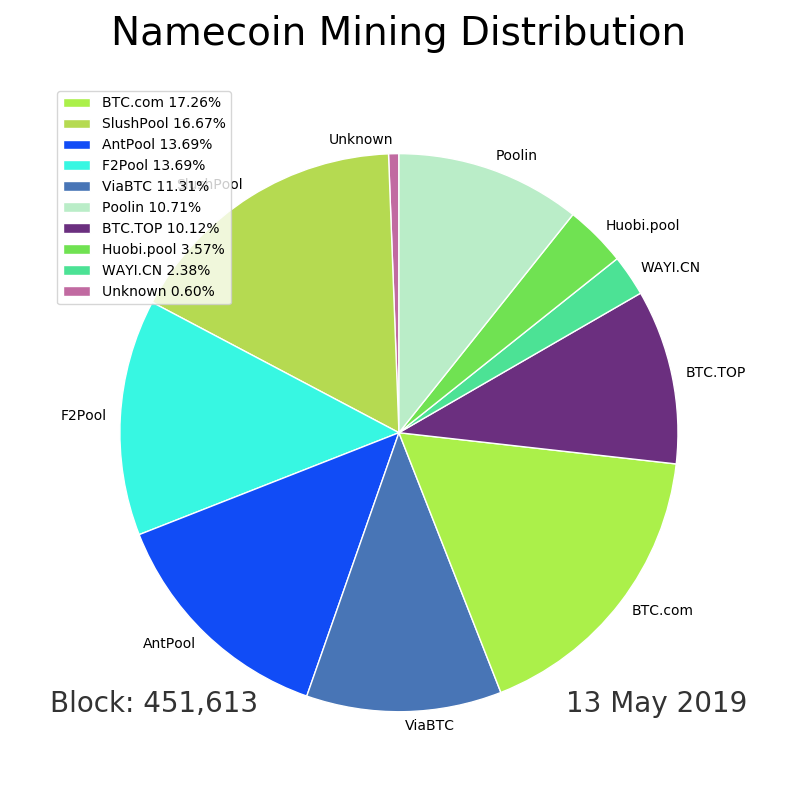 Namecoin Mining Distribution
BTC.com 17.26%
SlushPool 16.67%
AntPool 13.69%
F2Pool 13.69%
ViaBTC 11.31%
Poolin 10.71%
BTC.TOP 10.12%
Huobi.pool 3.57%
WAYI.CN 2.38%
Unknown 0.60%
Unknown
Poolin
SlushPool
Huobi.pool
WAYI.CN
BTC.TOP
F2Pool
BTC.com
AntPool
ViaBTC
Block: 451,613
13 May 2019